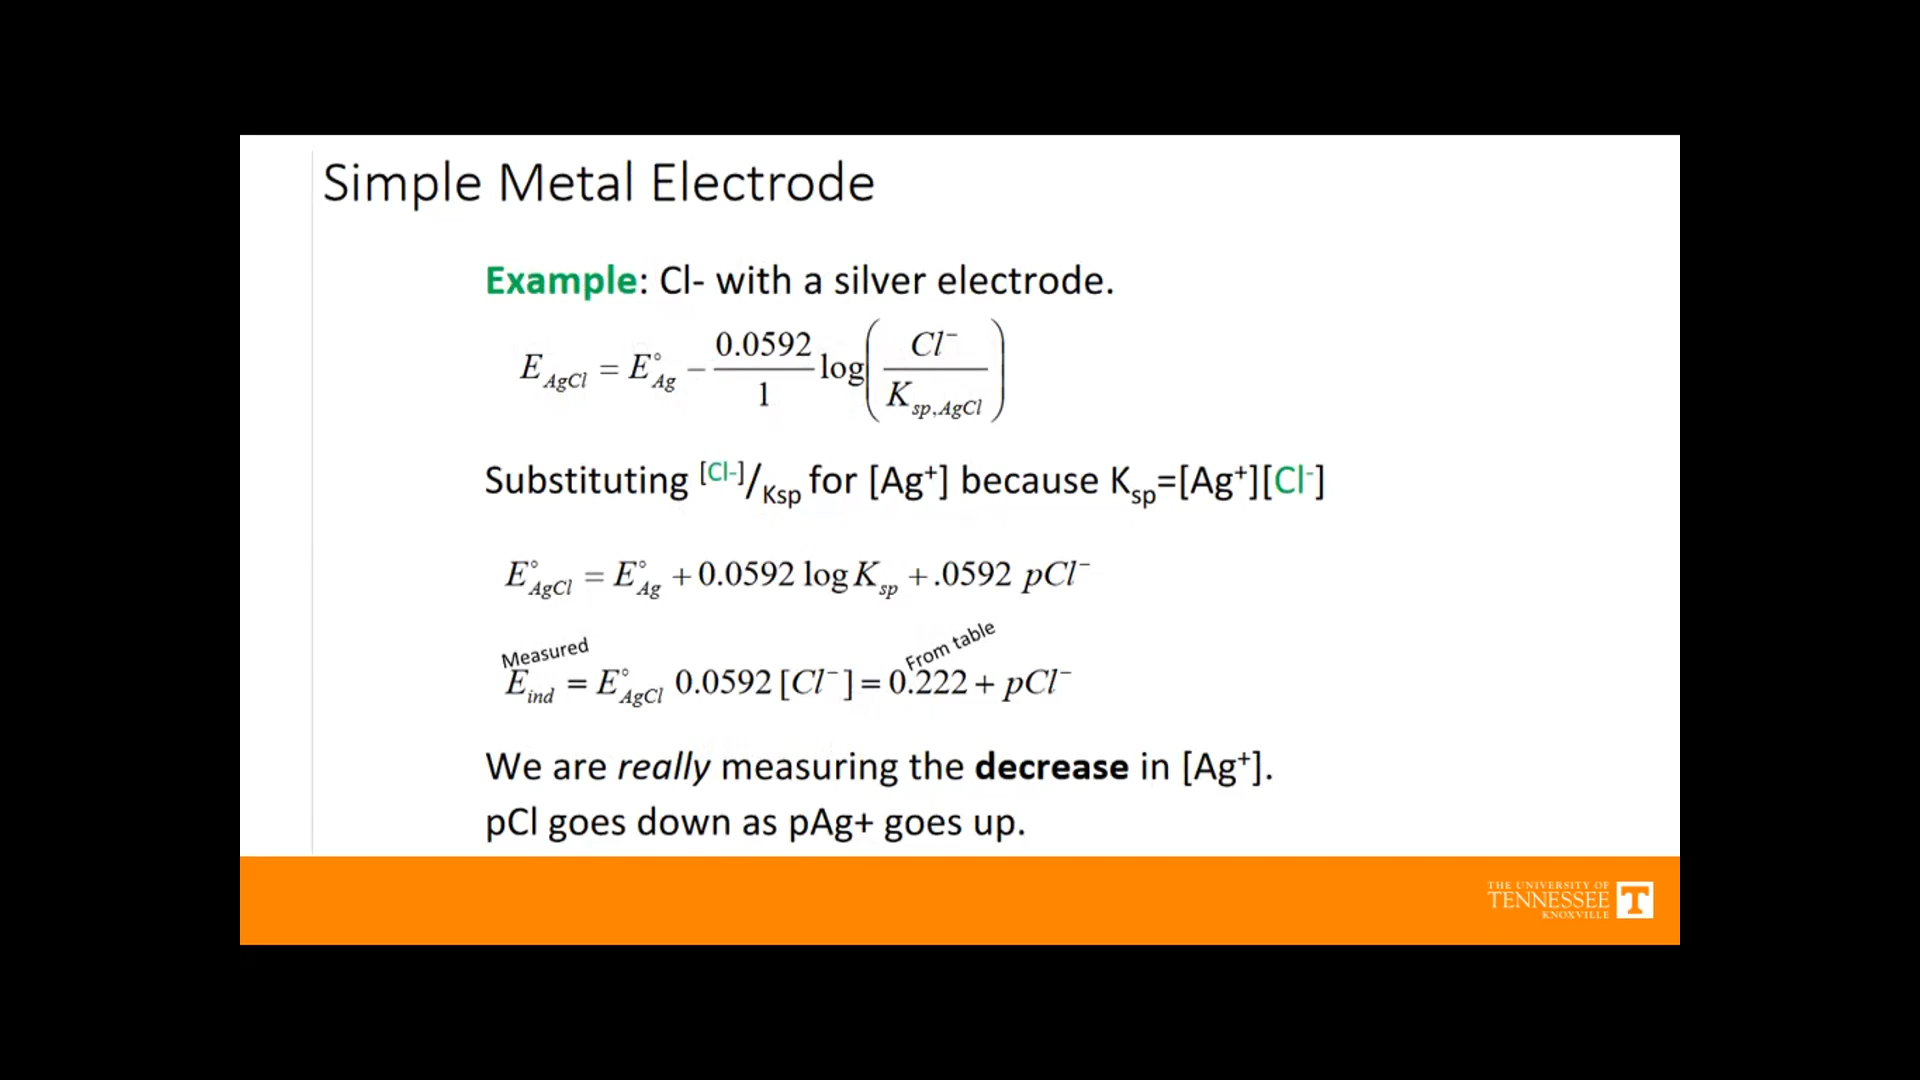 Simple Metal Electrode
Example: Cl- with a silver electrode.
E_AgCl = E°_Ag − 0.0592/1 log(Cl⁻/K_sp,AgCl)
Substituting [Cl-]/Ksp for [Ag⁺] because K_sp=[Ag⁺][Cl⁻]
E°_AgCl = E°_Ag + 0.0592 log K_sp + .0592 pCl⁻
Measured
From table
E_ind = E°_AgCl 0.0592 [Cl⁻] = 0.222 + pCl⁻
We are really measuring the decrease in [Ag⁺].
pCl goes down as pAg+ goes up.
THE UNIVERSITY OF
TENNESSEE
KNOXVILLE
T